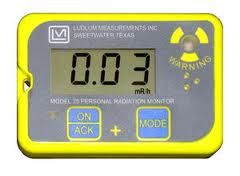 LUDLUM MEASUREMENTS INC
SWEETWATER, TEXAS
WARNING
0.03
mR/h
MODEL 25 PERSONAL RADIATION MONITOR
ON
ACK
+
MODE